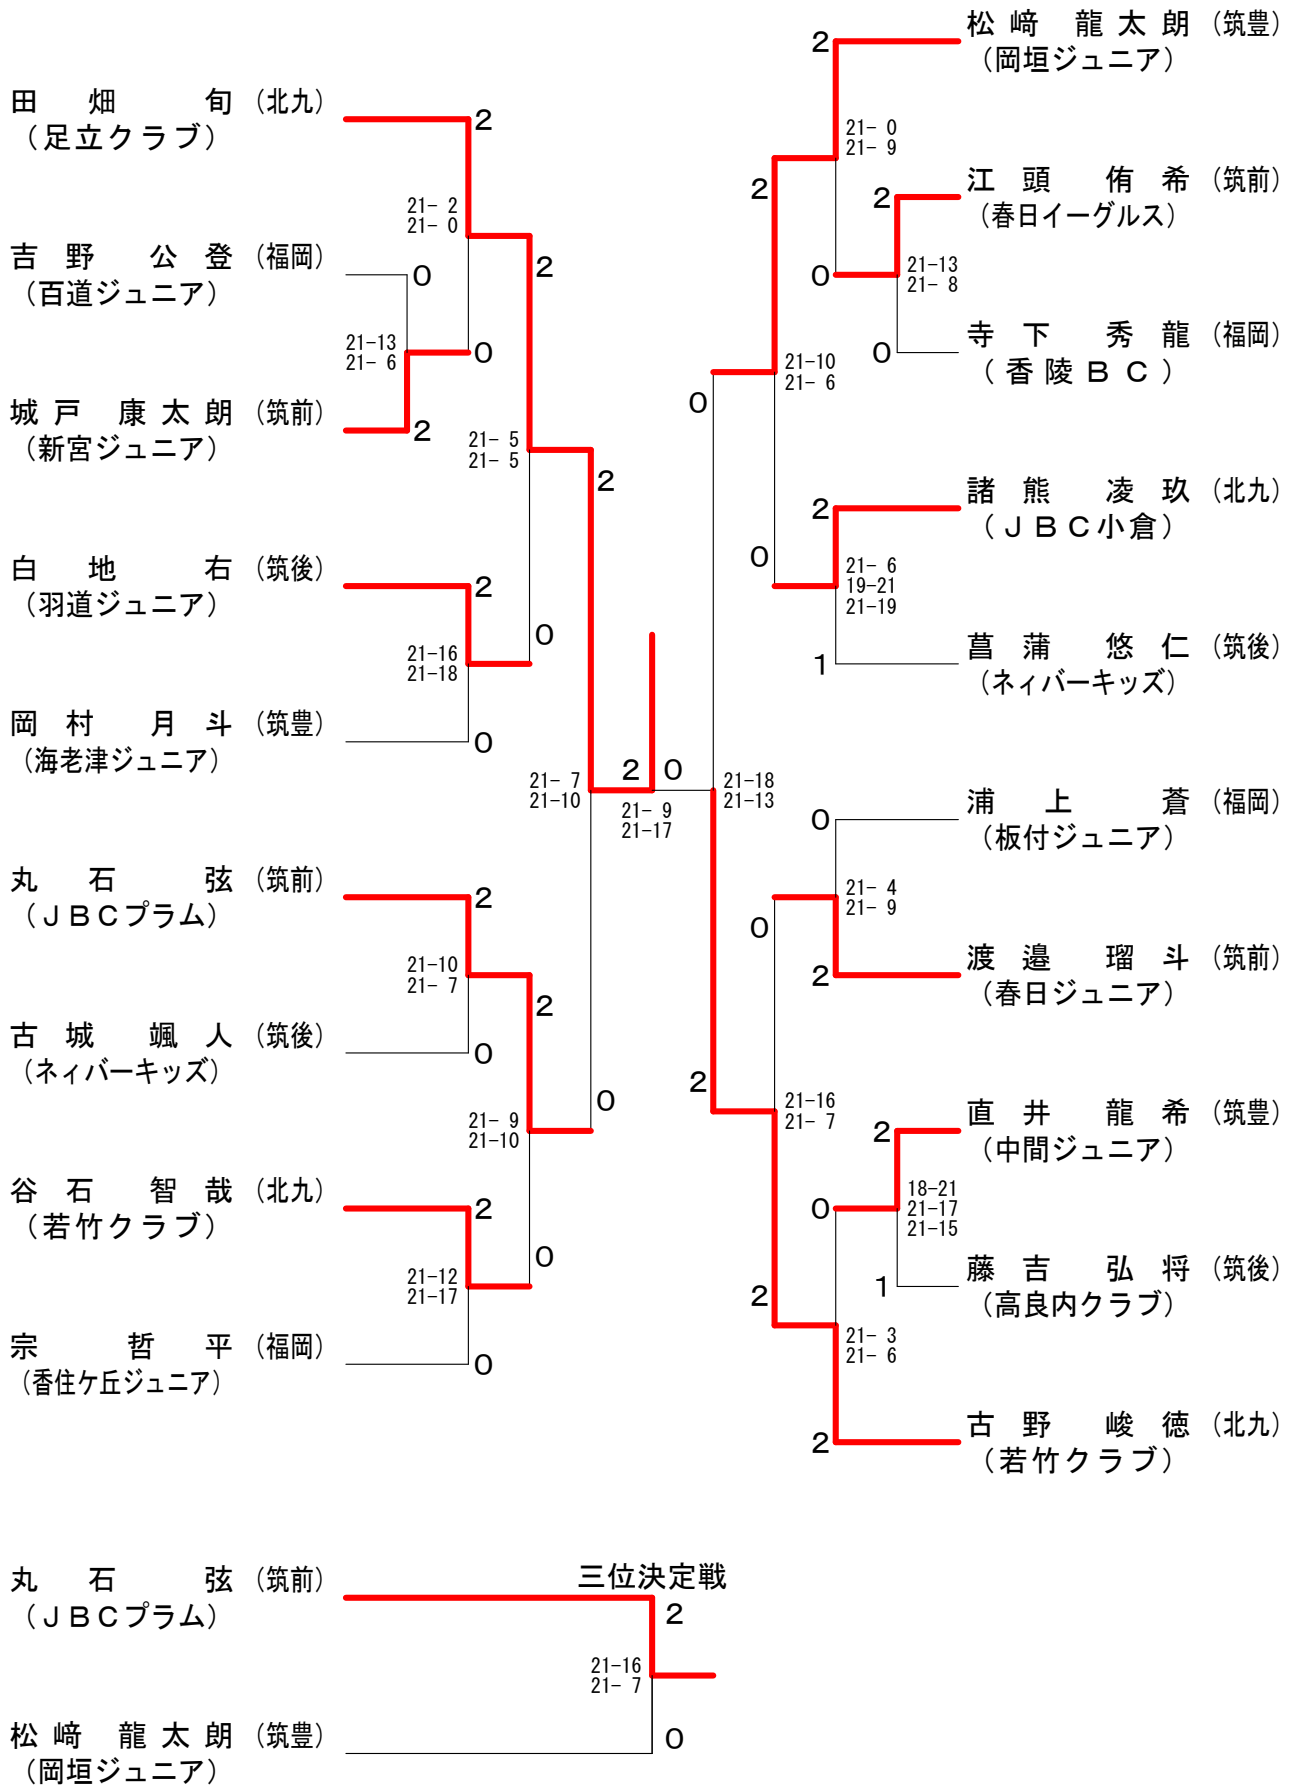 田畑 旬 (北九)
(足立クラブ)
2
21- 2
21- 0
吉野 公登 (福岡)
(百道ジュニア)
0
21-13
21- 6
0
城戸 康太朗 (筑前)
(新宮ジュニア)
2
2
21- 5
21- 5
白地 右 (筑後)
(羽道ジュニア)
2
21-16
21-18
0
岡村 月斗 (筑豊)
(海老津ジュニア)
0
2
21- 7
21-10
丸石 弦 (筑前)
(JBCプラム)
2
21-10
21- 7
2
古城 颯人 (筑後)
(ネィバーキッズ)
0
21- 9
21-10
0
谷石 智哉 (北九)
(若竹クラブ)
2
21-12
21-17
0
宗 哲平 (福岡)
(香住ケ丘ジュニア)
0
2 0
21- 9
21-17
松﨑 龍太朗 (筑豊)
(岡垣ジュニア)
2
21- 0
21- 9
2
江頭 侑希 (筑前)
(春日イーグルス)
2
0
21-13
21- 8
寺下 秀龍 (福岡)
(香陵BC)
0
21-10
21- 6
0
諸熊 凌玖 (北九)
(JBC小倉)
2
0
21- 6
19-21
21-19
菖蒲 悠仁 (筑後)
(ネィバーキッズ)
1
21-18
21-13
浦上 蒼 (福岡)
(板付ジュニア)
0
21- 4
21- 9
0
渡邉 瑠斗 (筑前)
(春日ジュニア)
2
2
21-16
21- 7
直井 龍希 (筑豊)
(中間ジュニア)
2
18-21
21-17
21-15
0
藤吉 弘将 (筑後)
(高良内クラブ)
1
2
21- 3
21- 6
古野 峻徳 (北九)
(若竹クラブ)
2
三位決定戦
丸石 弦 (筑前)
(JBCプラム)
2
21-16
21- 7
松﨑 龍太朗 (筑豊)
(岡垣ジュニア)
0